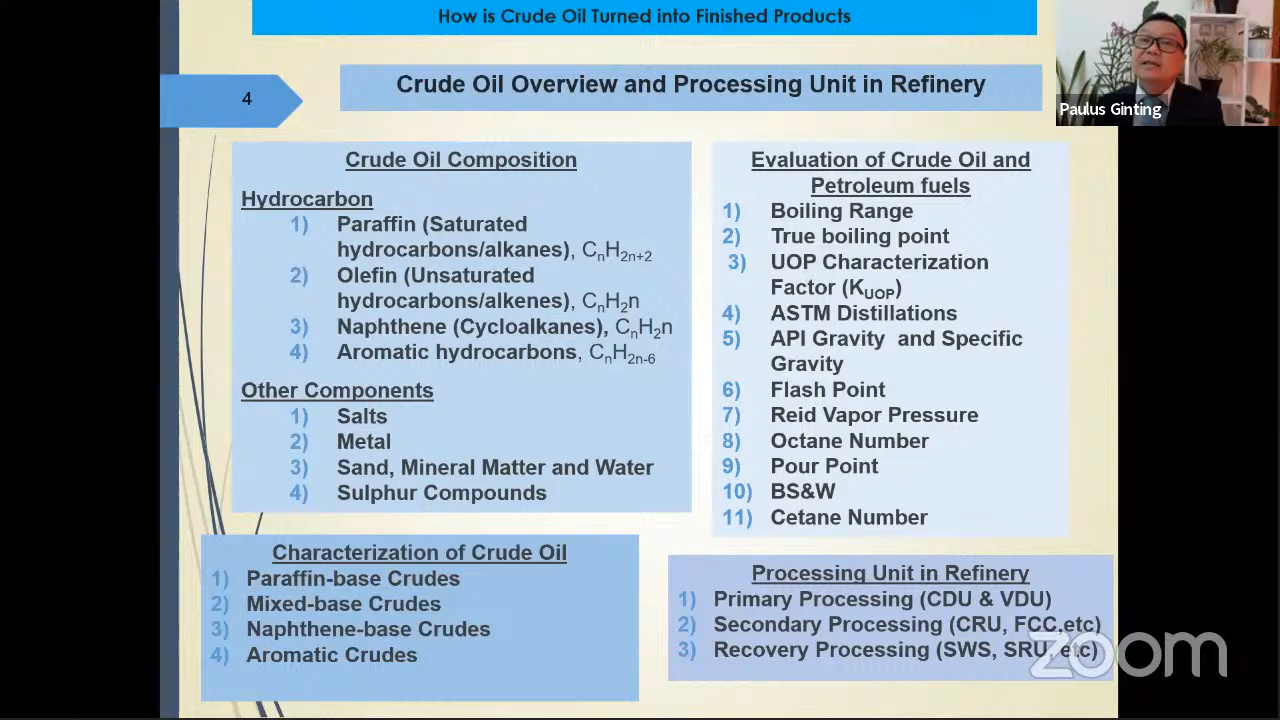 How is Crude Oil Turned into Finished Products
Paulus Ginting
4
Crude Oil Overview and Processing Unit in Refinery
Crude Oil Composition
Hydrocarbon
1) Paraffin (Saturated
hydrocarbons/alkanes), CnH2n+2
2) Olefin (Unsaturated
hydrocarbons/alkenes), CnH2n
3) Naphthene (Cycloalkanes), CnH2n
4) Aromatic hydrocarbons, CnH2n-6
Other Components
1) Salts
2) Metal
3) Sand, Mineral Matter and Water
4) Sulphur Compounds
Evaluation of Crude Oil and
Petroleum fuels
1) Boiling Range
2) True boiling point
3) UOP Characterization
Factor (KUOP)
4) ASTM Distillations
5) API Gravity and Specific
Gravity
6) Flash Point
7) Reid Vapor Pressure
8) Octane Number
9) Pour Point
10) BS&W
11) Cetane Number
Characterization of Crude Oil
1) Paraffin-base Crudes
2) Mixed-base Crudes
3) Naphthene-base Crudes
4) Aromatic Crudes
Processing Unit in Refinery
1) Primary Processing (CDU & VDU)
2) Secondary Processing (CRU, FCC,etc)
3) Recovery Processing (SWS, SRU, etc)
zoom